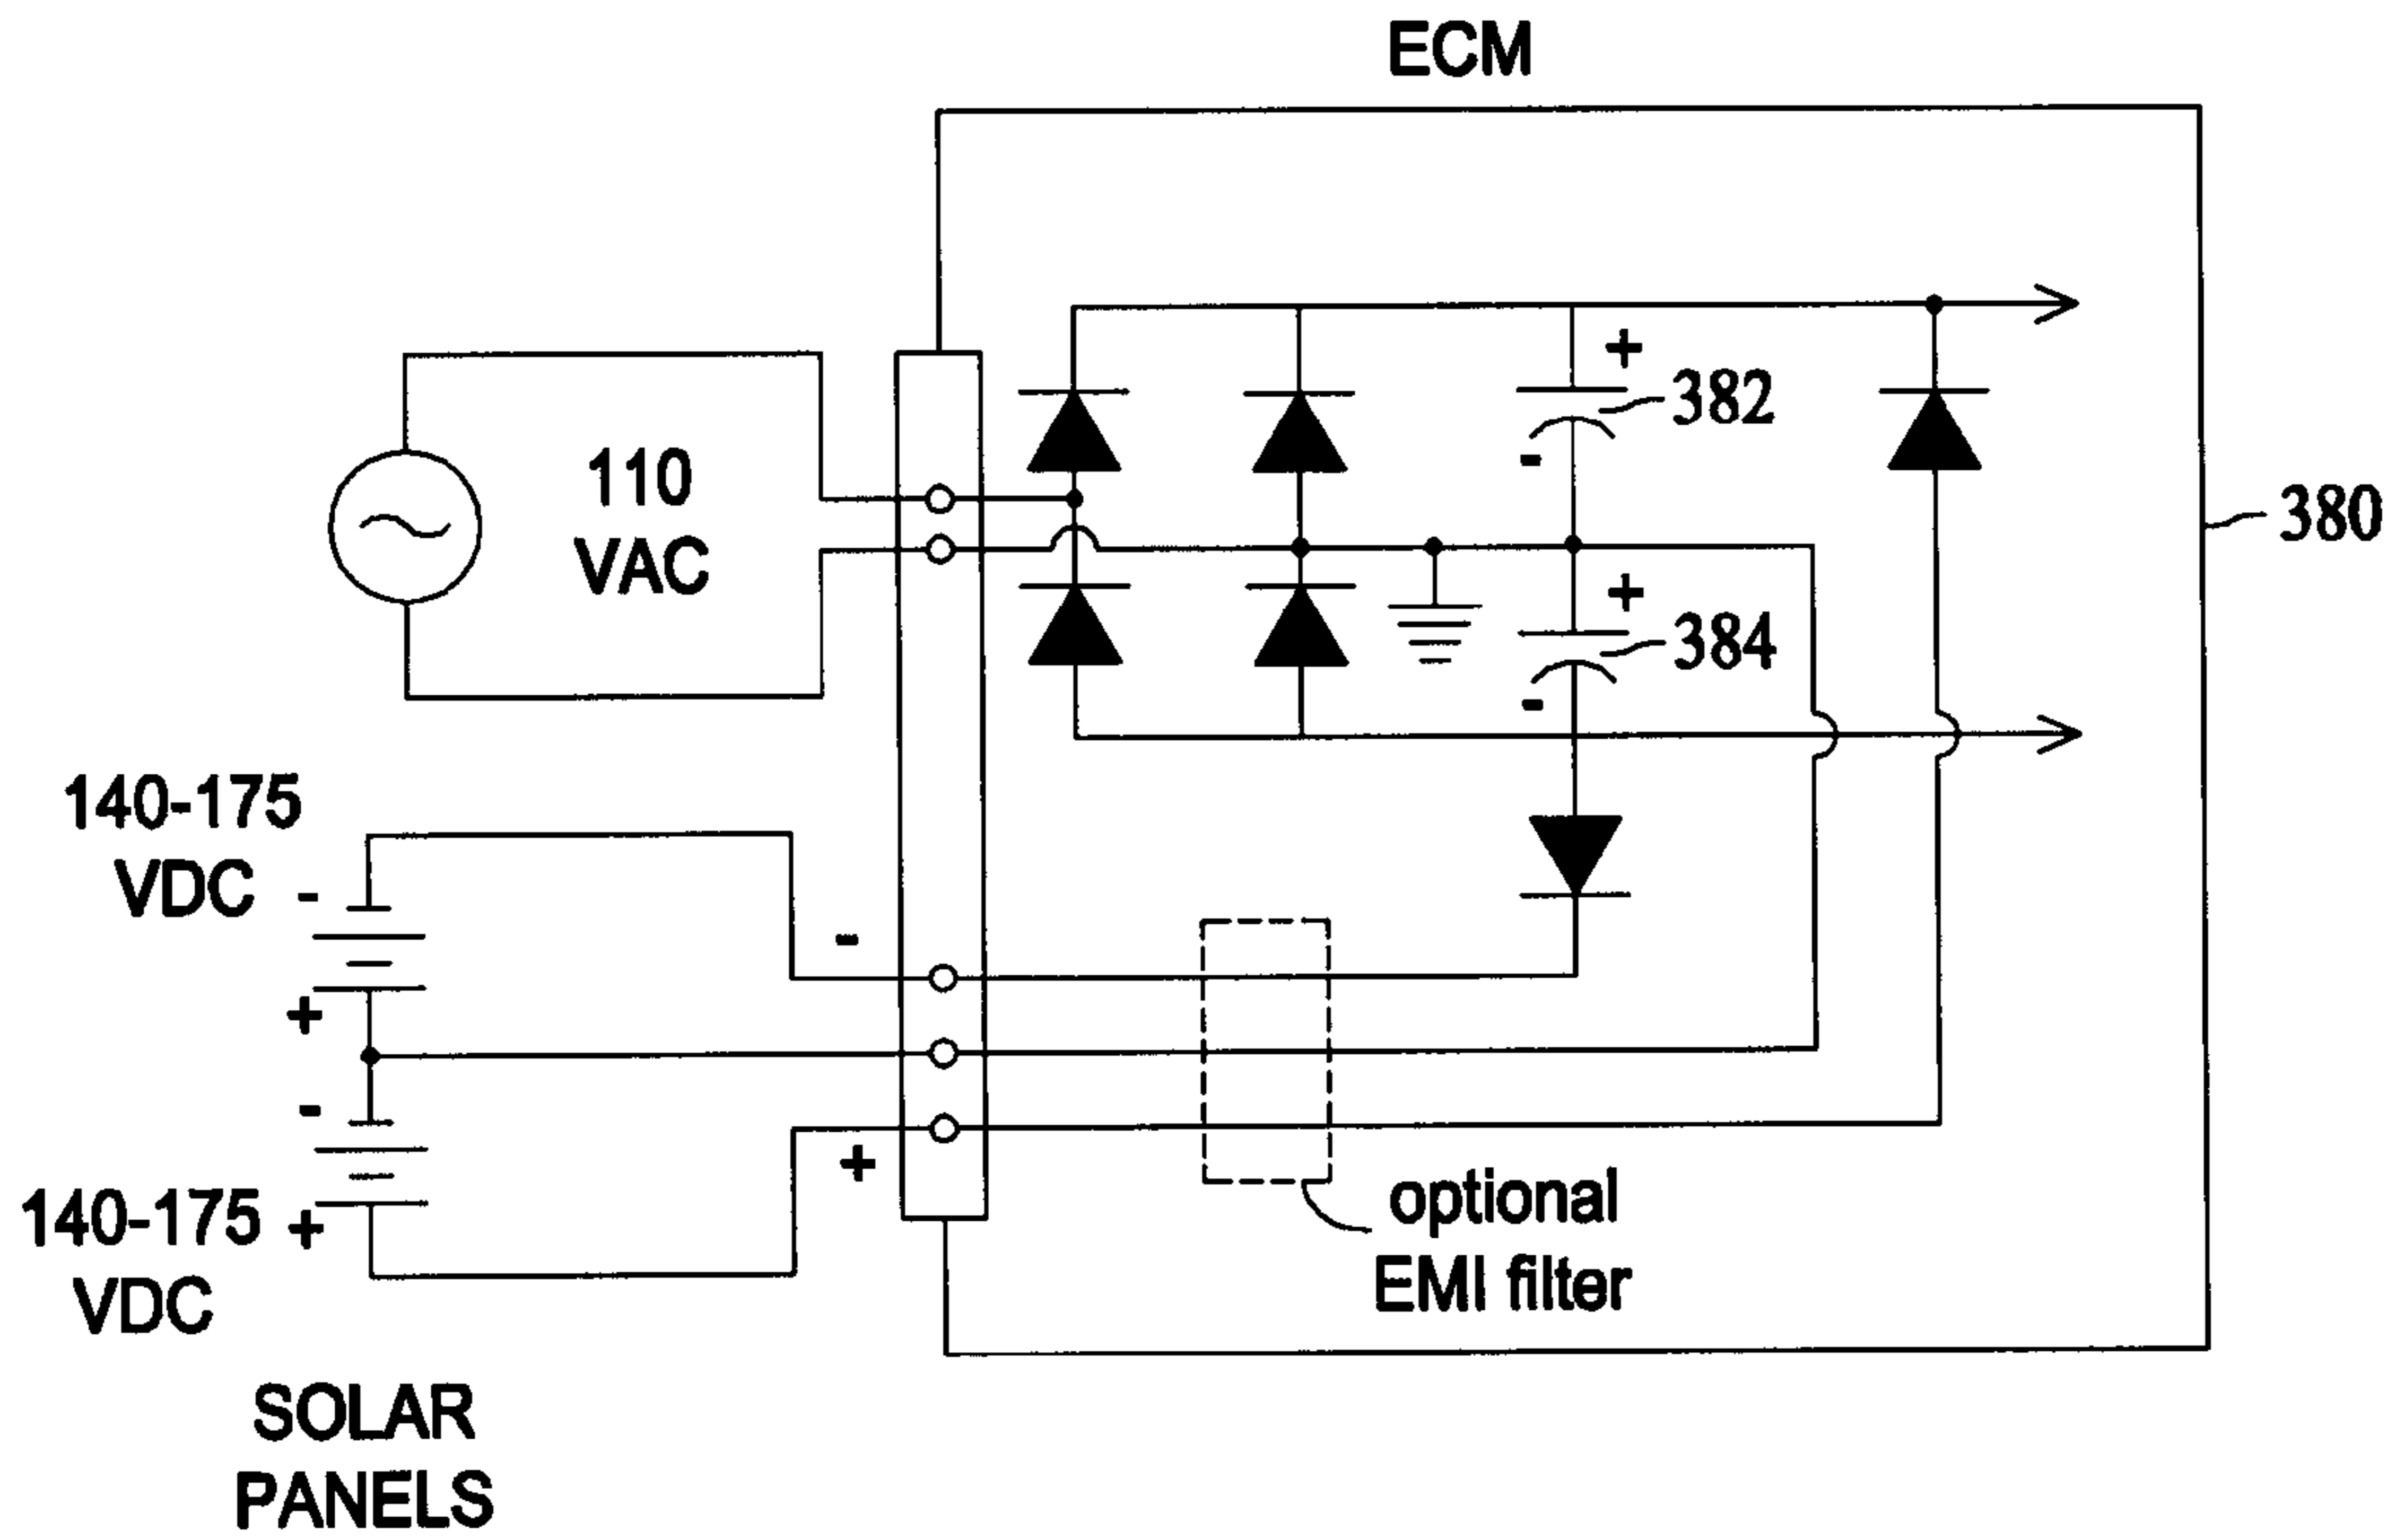 ECM
110
VAC
+
382
-
380
+
384
-
140-175
VDC
-
-
+
-
+
140-175
+
VDC
optional
EMI filter
SOLAR
PANELS